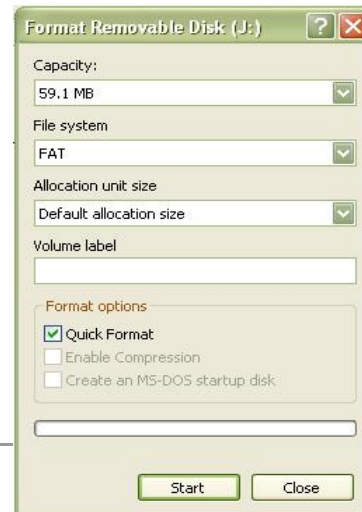 Format Removable Disk (J:)
Capacity:
59.1 MB
File system
FAT
Allocation unit size
Default allocation size
Volume label
Format options
Quick Format
Enable Compression
Create an MS-DOS startup disk
Start Close